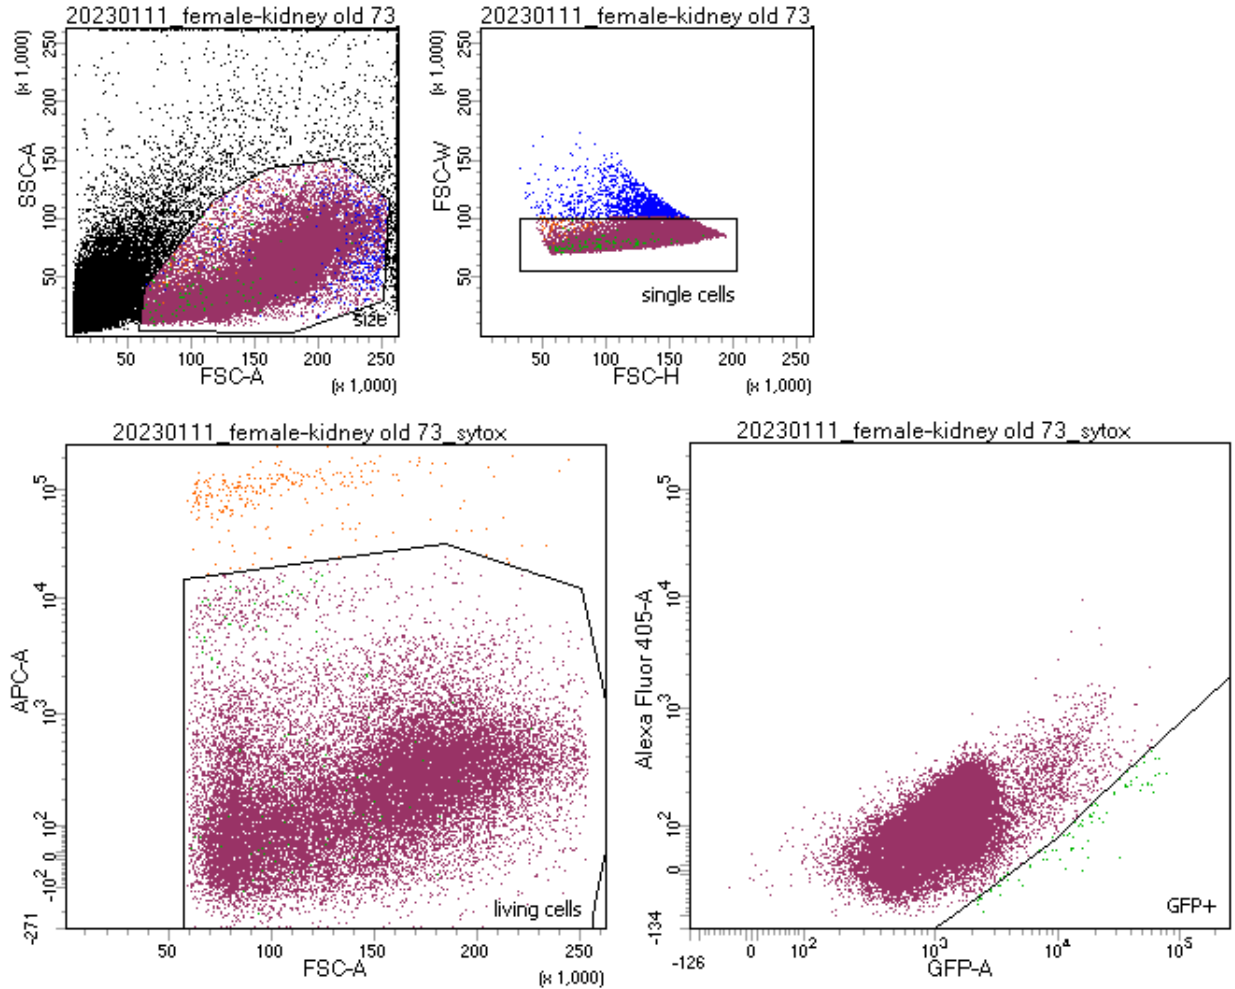 20230111_female-kidney old 73
(x 1,000)
SSC-A
250
200
150
100
50
size
50 100 150 200 250
FSC-A
(x 1,000)
20230111_female-kidney old 73
(x 1,000)
FSC-W
250
200
150
100
50
single cells
50 100 150 200 250
FSC-H
(x 1,000)
20230111_female-kidney old 73_sytox
APC-A
10^5
10^4
10^3
10^2
0
-10^2
-271
living cells
50 100 150 200 250
FSC-A
(x 1,000)
20230111_female-kidney old 73_sytox
Alexa Fluor 405-A
10^5
10^4
10^3
10^2
0
-134
GFP+
-126 0 10^2 10^3 10^4 10^5
GFP-A